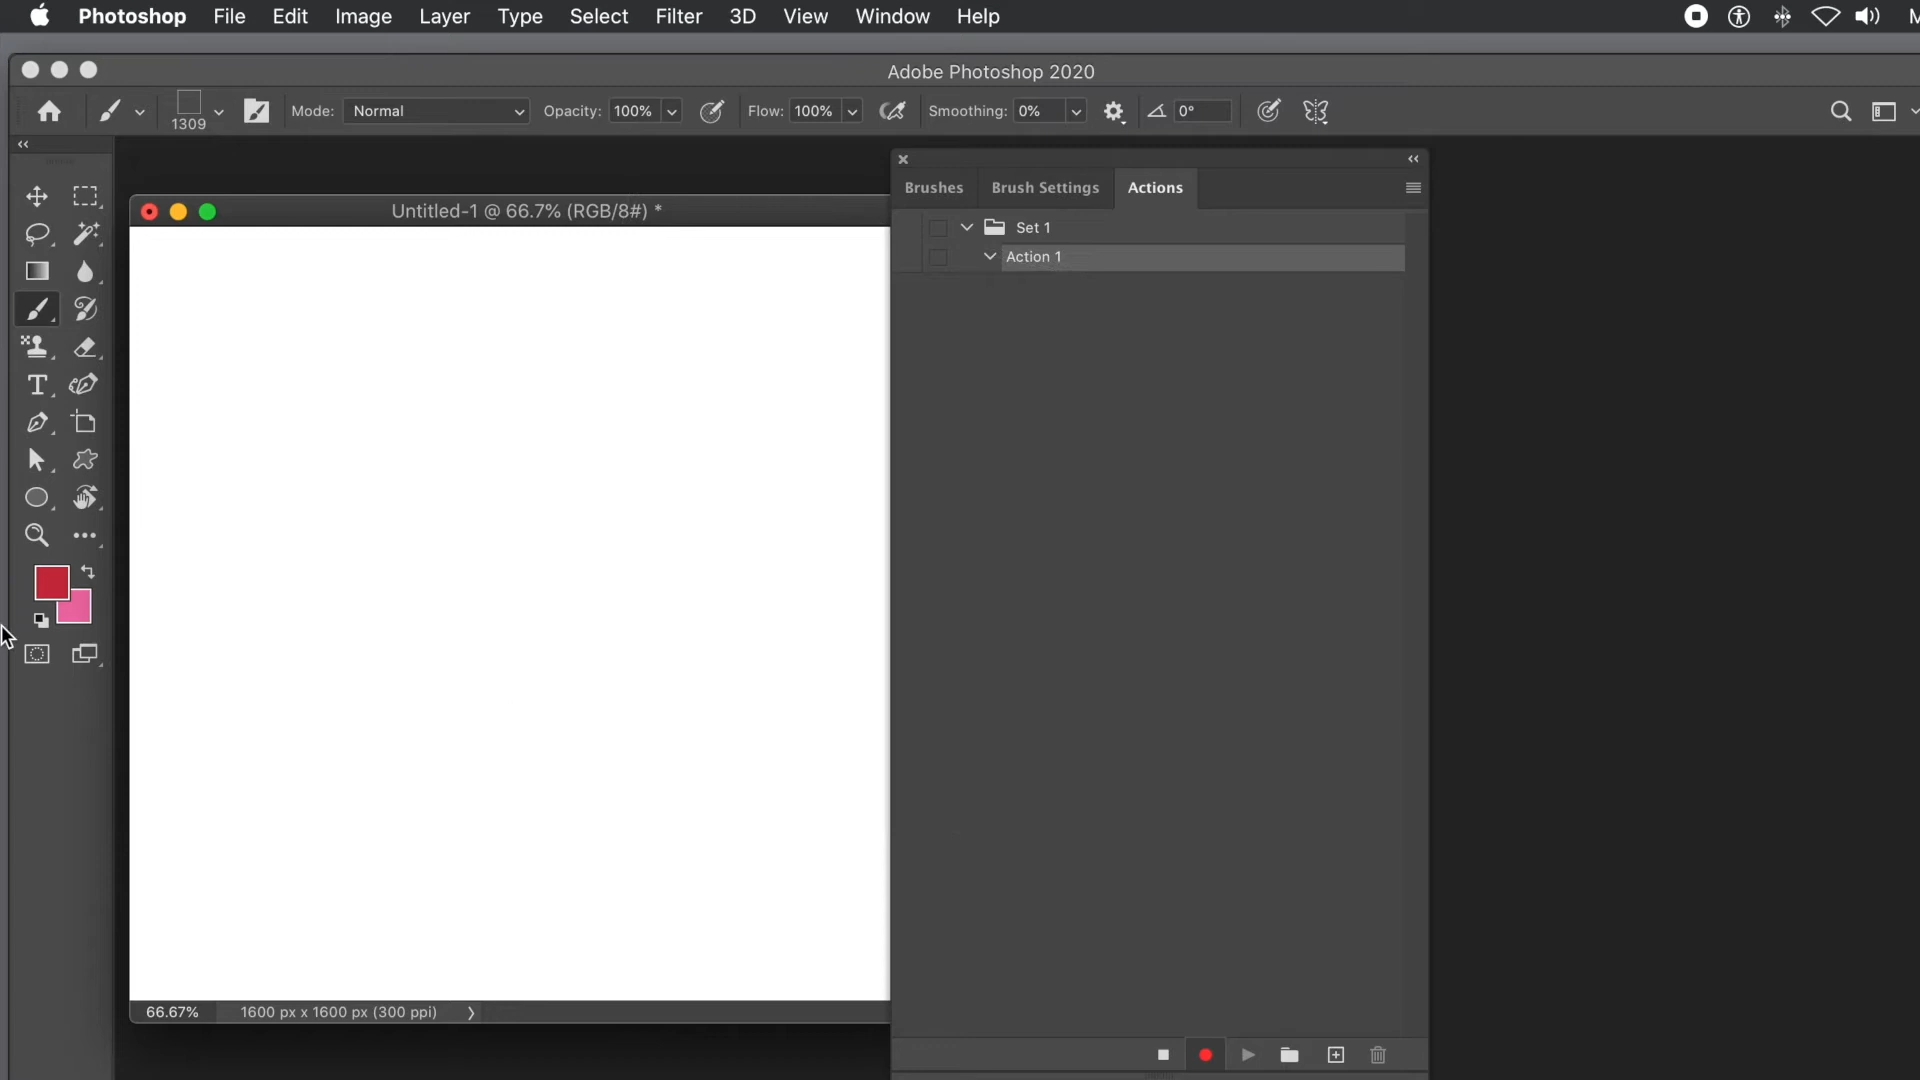 Photoshop File Edit Image Layer Type Select Filter 3D View Window Help M
Adobe Photoshop 2020
1309 Mode: Normal Opacity: 100% Flow: 100% Smoothing: 0% 0°
Brushes Brush Settings Actions
Untitled-1 @ 66.7% (RGB/8#) *
Set 1
Action 1
66.67% 1600 px x 1600 px (300 ppi)